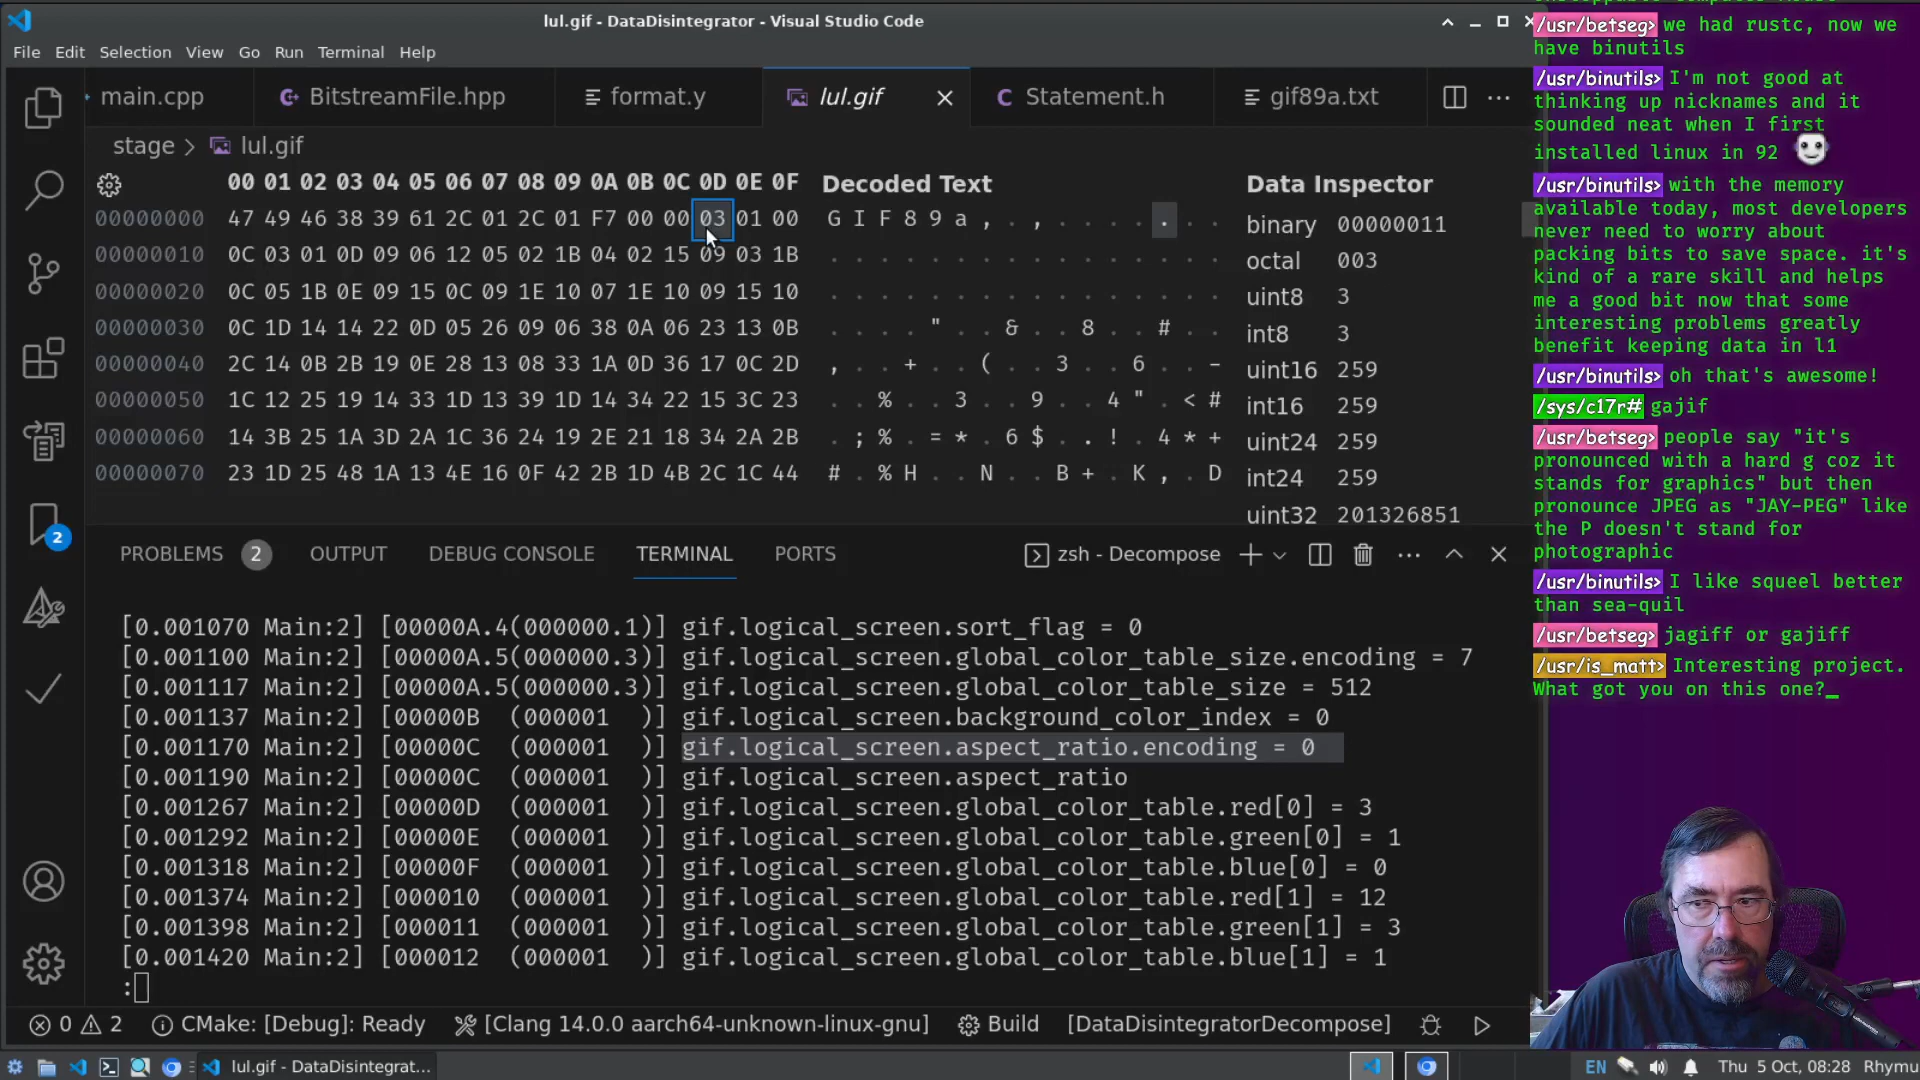 lul.gif - DataDisintegrator - Visual Studio Code
File Edit Selection View Go Run Terminal Help
main.cpp BitstreamFile.hpp format.y lul.gif Statement.h gif89a.txt
stage > lul.gif
00 01 02 03 04 05 06 07 08 09 0A 0B 0C 0D 0E 0F Decoded Text Data Inspector
00000000 47 49 46 38 39 61 2C 01 2C 01 F7 00 00 03 01 00 G I F 8 9 a , . , . . . . . . . binary 00000011
00000010 0C 03 01 0D 09 06 12 05 02 1B 04 02 15 09 03 1B . . . . . . . . . . . . . . . . octal 003
00000020 0C 05 1B 0E 09 15 0C 09 1E 10 07 1E 10 09 15 10 . . . . . . . . . . . . . . . . uint8 3
00000030 0C 1D 14 14 22 0D 05 26 09 06 38 0A 06 23 13 0B . . . . " . . & . . 8 . . # . . int8 3
00000040 2C 14 0B 2B 19 0E 28 13 08 33 1A 0D 36 17 0C 2D , . . + . . ( . . 3 . . 6 . . - uint16 259
00000050 1C 12 25 19 14 33 1D 13 39 1D 14 34 22 15 3C 23 . . % . . 3 . . 9 . . 4 " . < # int16 259
00000060 14 3B 25 1A 3D 2A 1C 36 24 19 2E 21 18 34 2A 2B . ; % . = * . 6 $ . . ! . 4 * + uint24 259
00000070 23 1D 25 48 1A 13 4E 16 0F 42 2B 1D 4B 2C 1C 44 # . % H . . N . . B + . K , . D int24 259
uint32 201326851
PROBLEMS 2 OUTPUT DEBUG CONSOLE TERMINAL PORTS zsh - Decompose
[0.001070 Main:2] [00000A.4(000000.1)] gif.logical_screen.sort_flag = 0
[0.001100 Main:2] [00000A.5(000000.3)] gif.logical_screen.global_color_table_size.encoding = 7
[0.001117 Main:2] [00000A.5(000000.3)] gif.logical_screen.global_color_table_size = 512
[0.001137 Main:2] [00000B (000001 )] gif.logical_screen.background_color_index = 0
[0.001170 Main:2] [00000C (000001 )] gif.logical_screen.aspect_ratio.encoding = 0
[0.001190 Main:2] [00000C (000001 )] gif.logical_screen.aspect_ratio
[0.001267 Main:2] [00000D (000001 )] gif.logical_screen.global_color_table.red[0] = 3
[0.001292 Main:2] [00000E (000001 )] gif.logical_screen.global_color_table.green[0] = 1
[0.001318 Main:2] [00000F (000001 )] gif.logical_screen.global_color_table.blue[0] = 0
[0.001374 Main:2] [000010 (000001 )] gif.logical_screen.global_color_table.red[1] = 12
[0.001398 Main:2] [000011 (000001 )] gif.logical_screen.global_color_table.green[1] = 3
[0.001420 Main:2] [000012 (000001 )] gif.logical_screen.global_color_table.blue[1] = 1
:
2
0 2 CMake: [Debug]: Ready [Clang 14.0.0 aarch64-unknown-linux-gnu] Build [DataDisintegratorDecompose]
lul.gif - DataDisintegrat... EN Thu 5 Oct, 08:28 Rhymu
/usr/betseg> we had rustc, now we
have binutils
/usr/binutils> I'm not good at
thinking up nicknames and it
sounded neat when I first
installed linux in 92
/usr/binutils> with the memory
available today, most developers
never need to worry about
packing bits to save space. it's
kind of a rare skill and helps
me a good bit now that some
interesting problems greatly
benefit keeping data in l1
/usr/binutils> oh that's awesome!
/sys/c17r# gajif
/usr/betseg> people say "it's
pronounced with a hard g coz it
stands for graphics" but then
pronounce JPEG as "JAY-PEG" like
the P doesn't stand for
photographic
/usr/binutils> I like squeel better
than sea-quil
/usr/betseg> jagiff or gajiff
/usr/is_matt> Interesting project.
What got you on this one?_